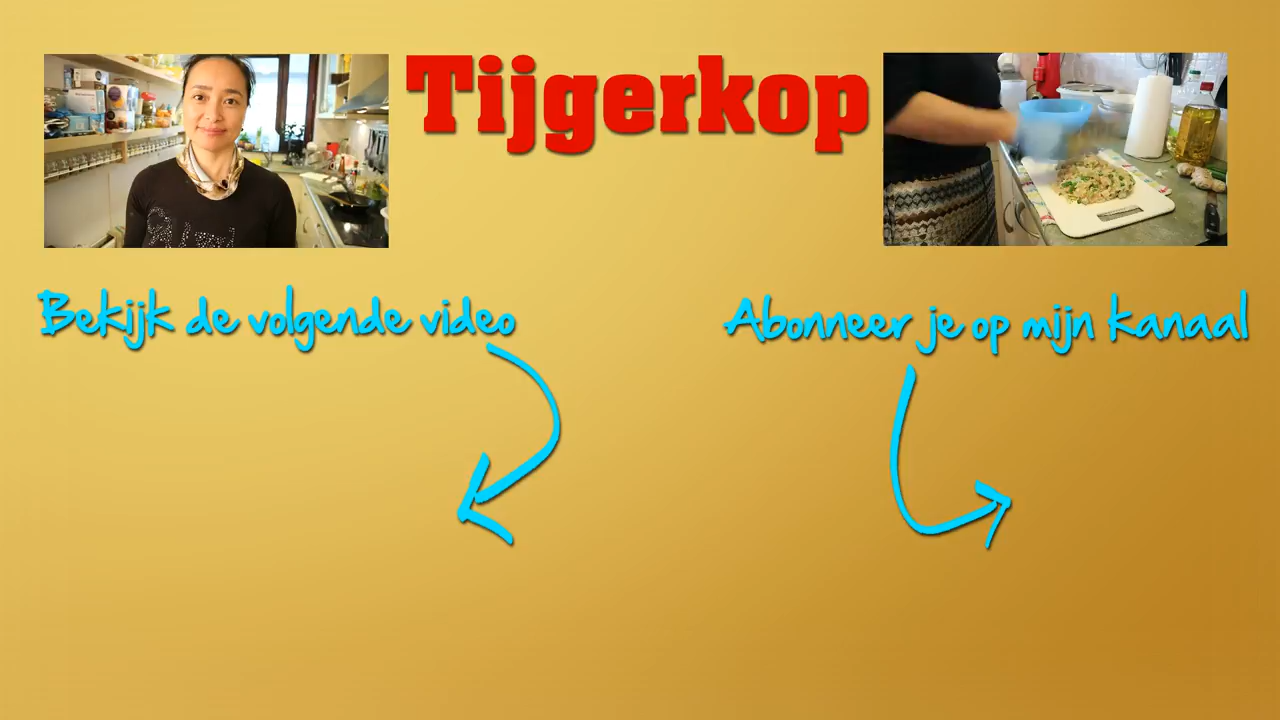 Tijgerkop
Bekijk de volgende video
Abonneer je op mijn kanaal